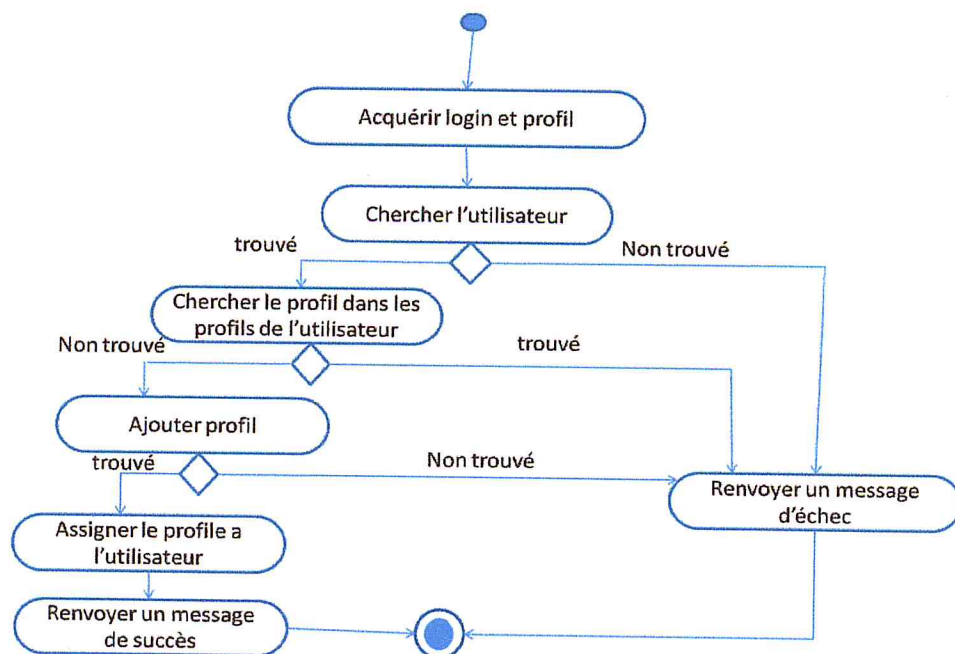 Acquérir login et profil
Chercher l'utilisateur
trouvé
Non trouvé
Chercher le profil dans les
profils de l'utilisateur
Non trouvé
trouvé
Ajouter profil
trouvé
Non trouvé
Renvoyer un message
d'échec
Assigner le profile a
l'utilisateur
Renvoyer un message
de succès